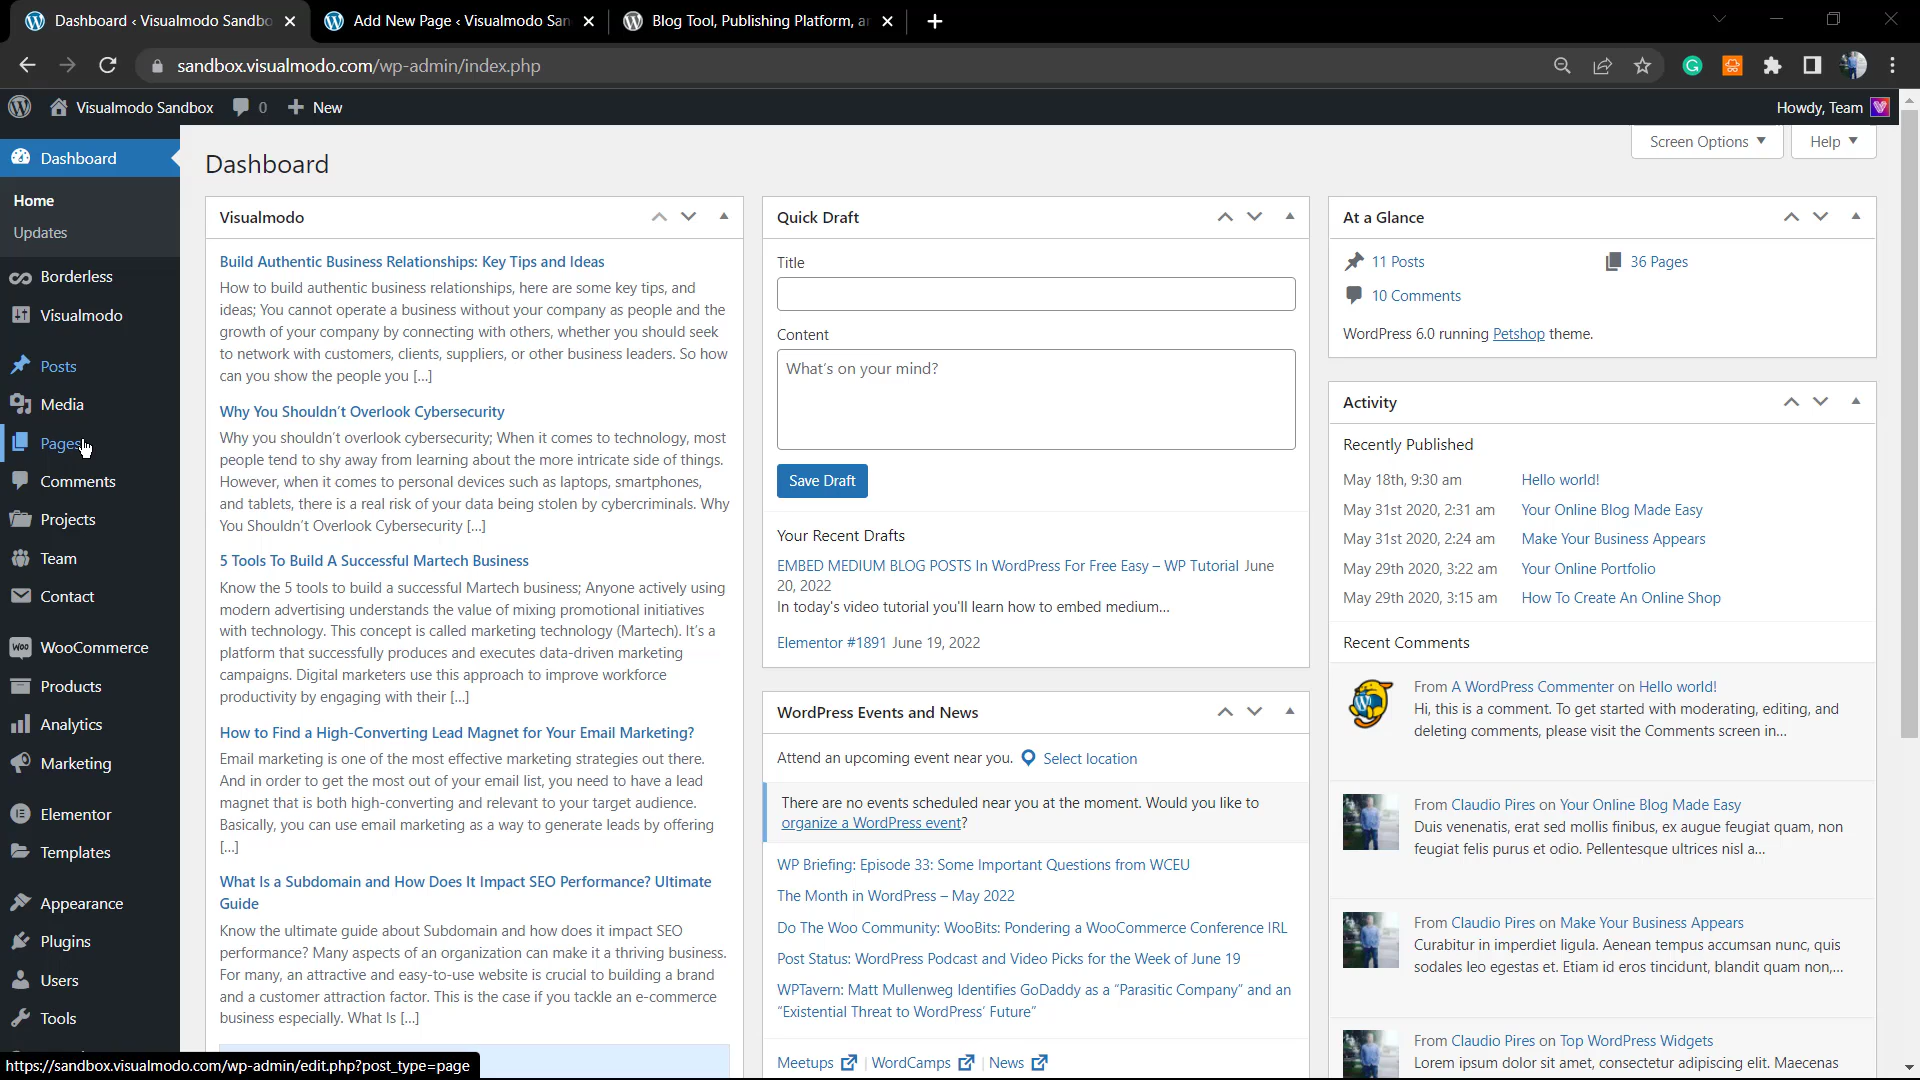 Dashboard ‹ Visualmodo Sandbo
Add New Page ‹ Visualmodo San
Blog Tool, Publishing Platform, a
sandbox.visualmodo.com/wp-admin/index.php
Visualmodo Sandbox
0
New
Howdy, Team
Dashboard
Home
Updates
Borderless
Visualmodo
Posts
Media
Pages
Comments
Projects
Team
Contact
WooCommerce
Products
Analytics
Marketing
Elementor
Templates
Appearance
Plugins
Users
Tools
https://sandbox.visualmodo.com/wp-admin/edit.php?post_type=page
Screen Options
Help
Dashboard
Visualmodo
Build Authentic Business Relationships: Key Tips and Ideas
How to build authentic business relationships, here are some key tips, and
ideas; You cannot operate a business without your company as people and the
growth of your company by connecting with others, whether you should seek
to network with customers, clients, suppliers, or other business leaders. So how
can you show the people you […]
Why You Shouldn't Overlook Cybersecurity
Why you shouldn't overlook cybersecurity; When it comes to technology, most
people tend to shy away from learning about the more intricate side of things.
However, when it comes to personal devices such as laptops, smartphones,
and tablets, there is a real risk of your data being stolen by cybercriminals. Why
You Shouldn't Overlook Cybersecurity […]
5 Tools To Build A Successful Martech Business
Know the 5 tools to build a successful Martech business; Anyone actively using
modern advertising understands the value of mixing promotional initiatives
with technology. This concept is called marketing technology (Martech). It's a
platform that successfully produces and executes data-driven marketing
campaigns. Digital marketers use this approach to improve workforce
productivity by engaging with their […]
How to Find a High-Converting Lead Magnet for Your Email Marketing?
Email marketing is one of the most effective marketing strategies out there.
And in order to get the most out of your email list, you need to have a lead
magnet that is both high-converting and relevant to your target audience.
Basically, you can use email marketing as a way to generate leads by offering
[…]
What Is a Subdomain and How Does It Impact SEO Performance? Ultimate
Guide
Know the ultimate guide about Subdomain and how does it impact SEO
performance? Many aspects of an organization can make it a thriving business.
For many, an attractive and easy-to-use website is crucial to building a brand
and a customer attraction factor. This is the case if you tackle an e-commerce
business especially. What Is […]
Quick Draft
Title
Content
What's on your mind?
Save Draft
Your Recent Drafts
EMBED MEDIUM BLOG POSTS In WordPress For Free Easy – WP Tutorial June
20, 2022
In today's video tutorial you'll learn how to embed medium…
Elementor #1891 June 19, 2022
WordPress Events and News
Attend an upcoming event near you. Select location
There are no events scheduled near you at the moment. Would you like to
organize a WordPress event?
WP Briefing: Episode 33: Some Important Questions from WCEU
The Month in WordPress – May 2022
Do The Woo Community: WooBits: Pondering a WooCommerce Conference IRL
Post Status: WordPress Podcast and Video Picks for the Week of June 19
WPTavern: Matt Mullenweg Identifies GoDaddy as a “Parasitic Company” and an
“Existential Threat to WordPress’ Future”
Meetups | WordCamps | News
At a Glance
11 Posts
36 Pages
10 Comments
WordPress 6.0 running Petshop theme.
Activity
Recently Published
May 18th, 9:30 am Hello world!
May 31st 2020, 2:31 am Your Online Blog Made Easy
May 31st 2020, 2:24 am Make Your Business Appears
May 29th 2020, 3:22 am Your Online Portfolio
May 29th 2020, 3:15 am How To Create An Online Shop
Recent Comments
From A WordPress Commenter on Hello world!
Hi, this is a comment. To get started with moderating, editing, and
deleting comments, please visit the Comments screen in…
From Claudio Pires on Your Online Blog Made Easy
Duis venenatis, erat sed mollis finibus, ex augue feugiat quam, non
feugiat felis purus et odio. Pellentesque ultrices nisl a…
From Claudio Pires on Make Your Business Appears
Curabitur in imperdiet ligula. Aenean tempus accumsan nunc, quis
sodales leo egestas et. Etiam id eros tincidunt, blandit quam non,…
From Claudio Pires on Top WordPress Widgets
Lorem ipsum dolor sit amet, consectetur adipiscing elit. Maecenas